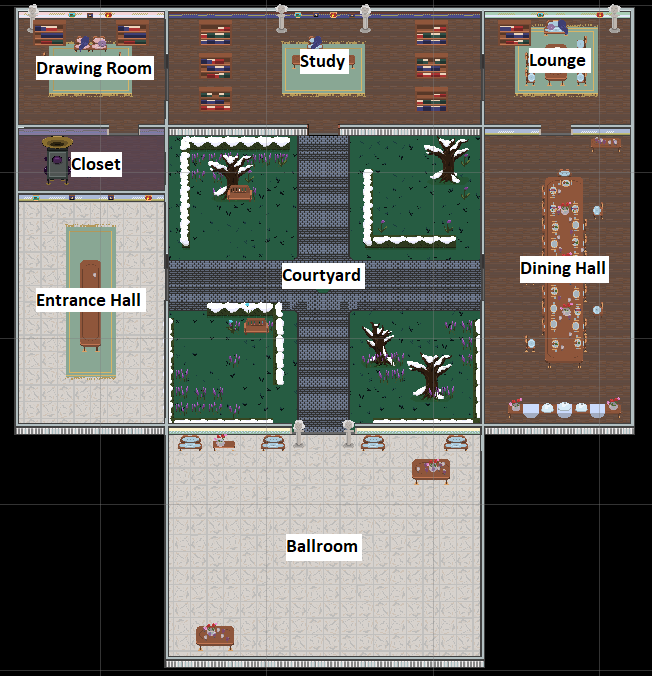 Drawing Room
Study
Lounge
Closet
Courtyard
Dining Hall
Entrance Hall
Ballroom